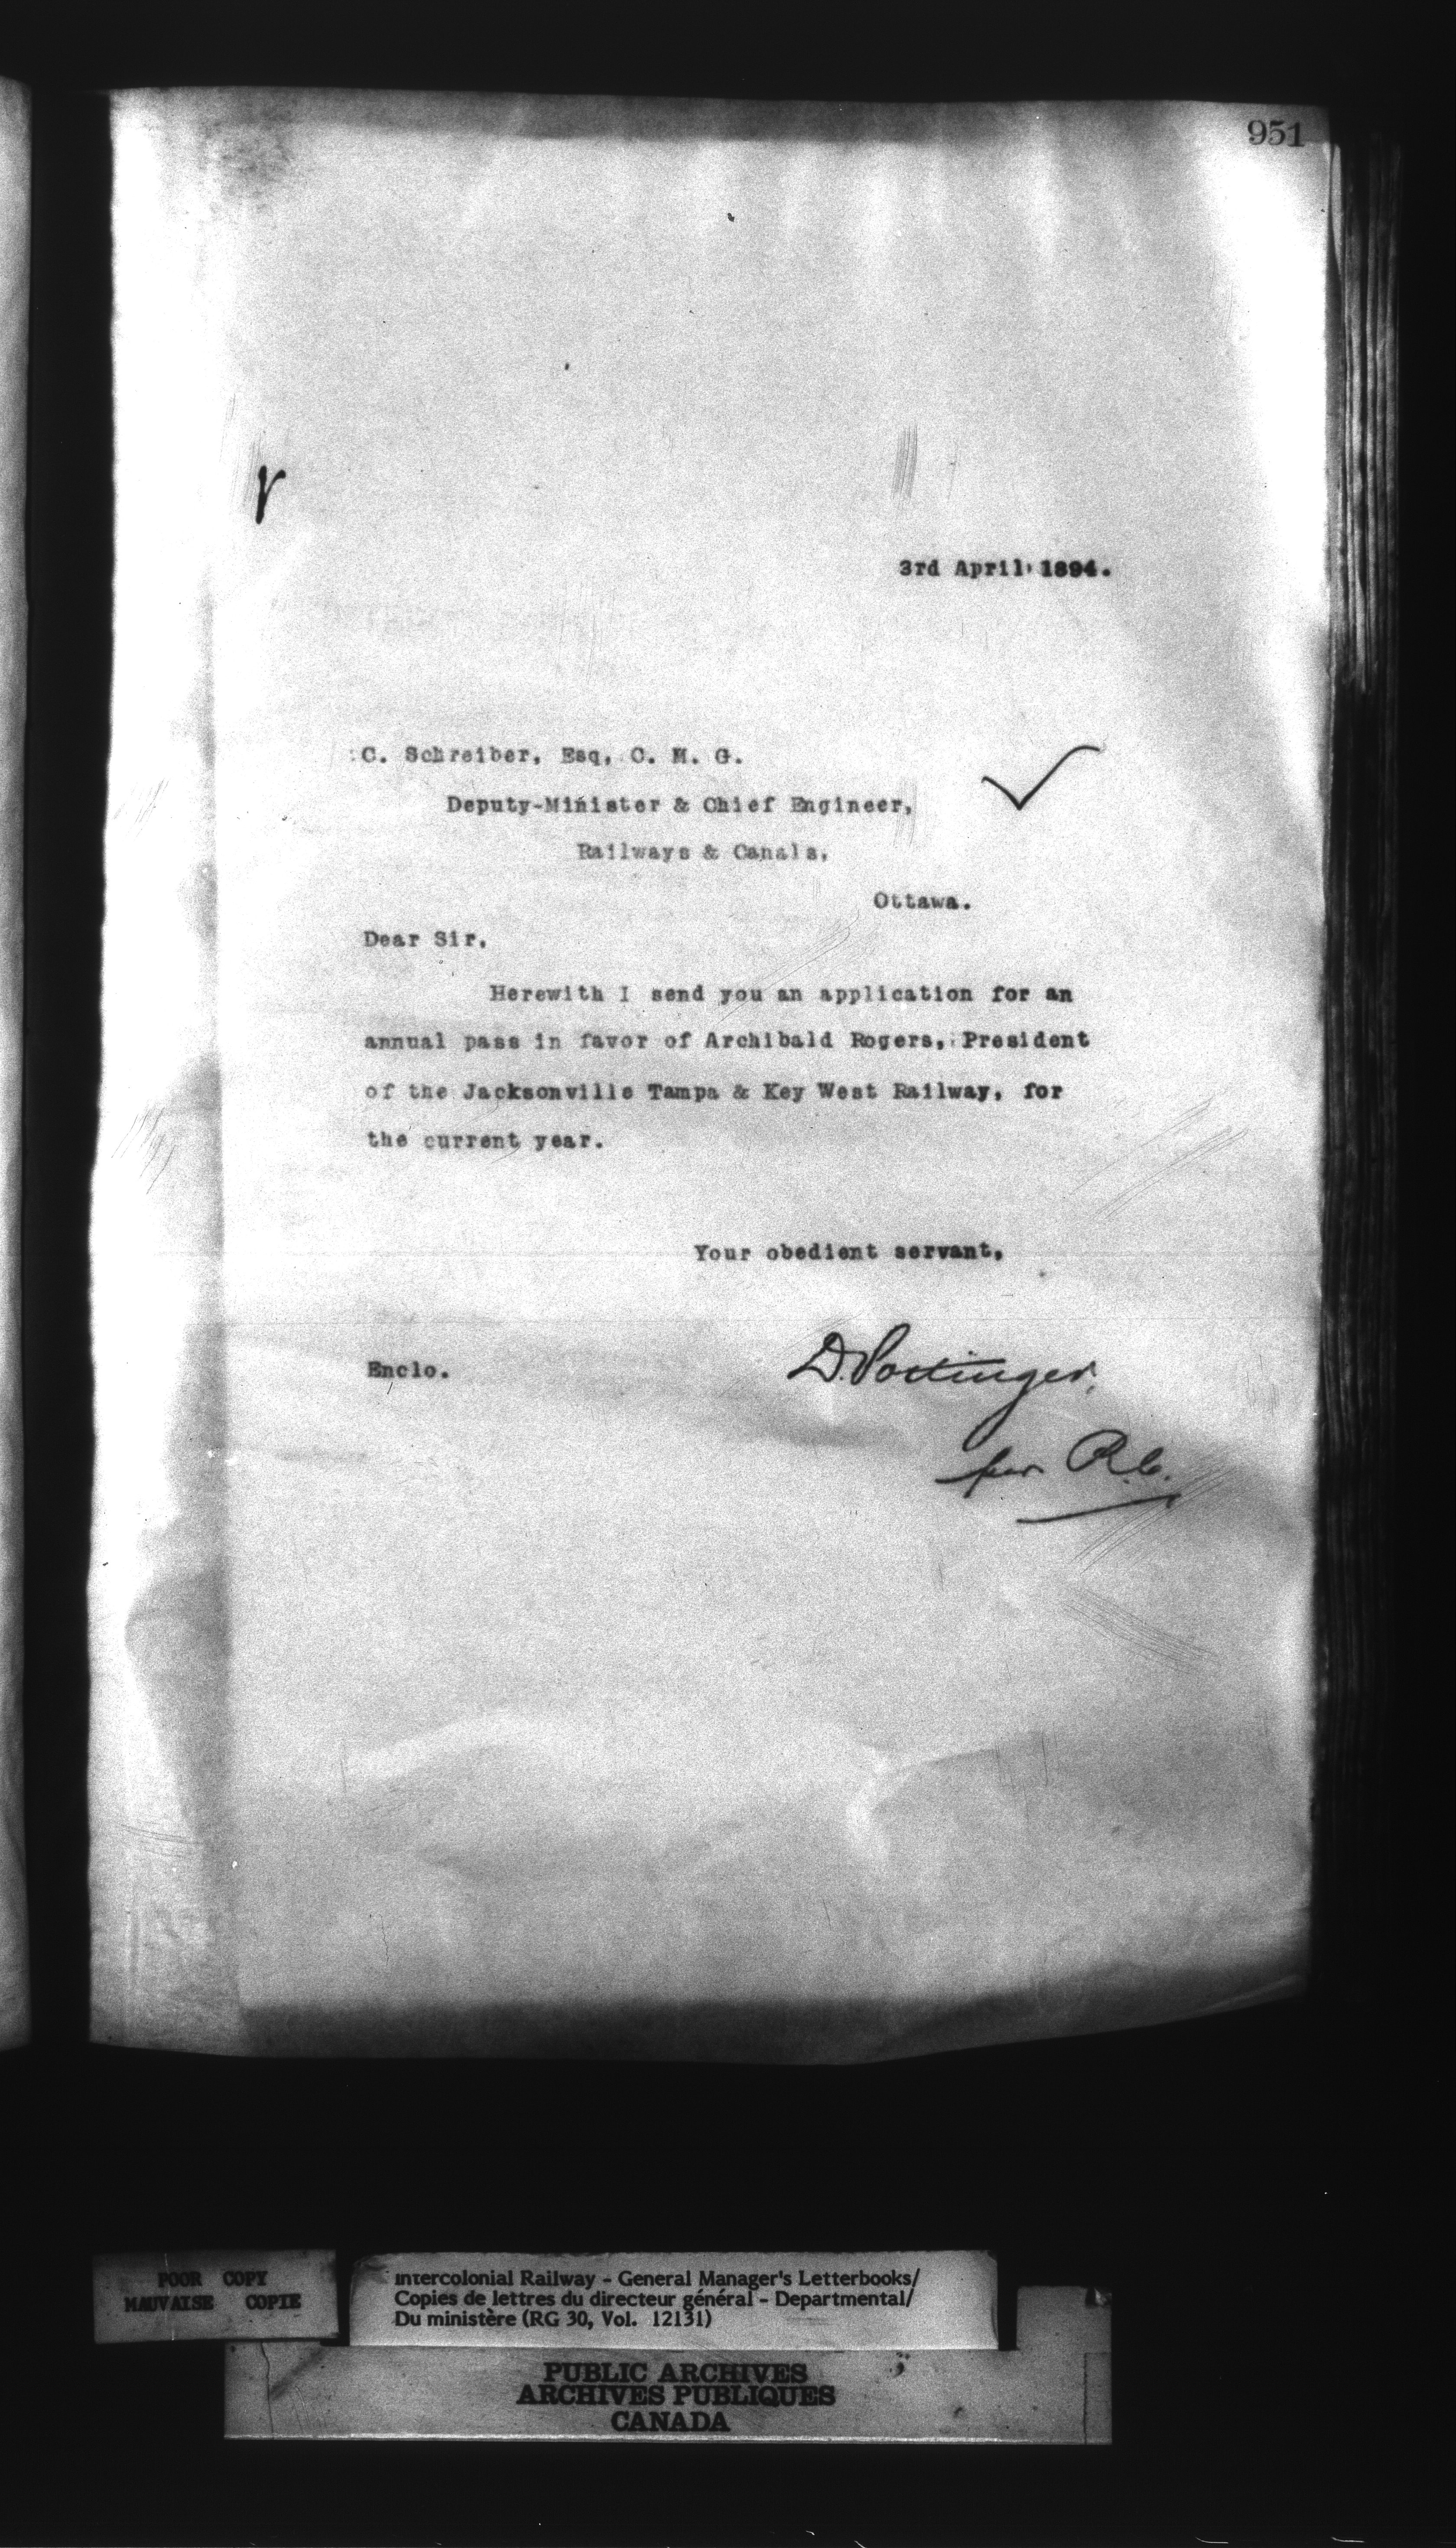 951
3rd April 1894.
C. Schreiber, Esq, C. M. G.
Deputy-Minister & Chief Engineer,
Railways & Canals,
Ottawa.
Dear Sir,
Herewith I send you an application for an
annual pass in favor of Archibald Rogers, President
of the Jacksonville Tampa & Key West Railway, for
the current year.
Your obedient servant,
Enclo.
D. Pottinger,
per R.C.
POOR COPY
MAUVAISE COPIE
Intercolonial Railway - General Manager's Letterbooks/
Copies de lettres du directeur général - Departmental/
Du ministère (RG 30, Vol. 12131)
PUBLIC ARCHIVES
ARCHIVES PUBLIQUES
CANADA